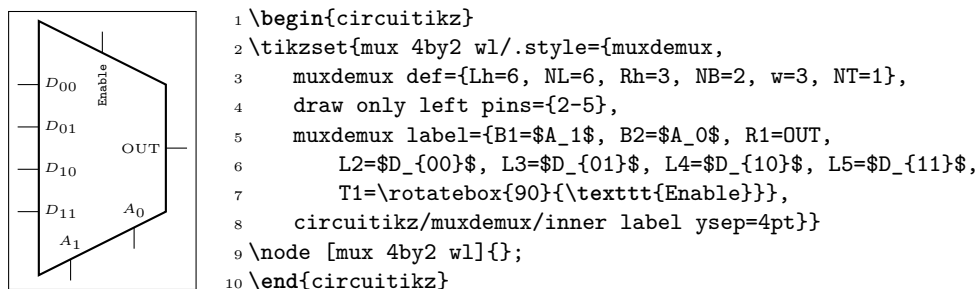 Enable
D00
D01
OUT
D10
D11
A0
A1
1 \begin{circuitikz}
2 \tikzset{mux 4by2 wl/.style={muxdemux,
3 muxdemux def={Lh=6, NL=6, Rh=3, NB=2, w=3, NT=1},
4 draw only left pins={2-5},
5 muxdemux label={B1=$A_1$, B2=$A_0$, R1=OUT,
6 L2=$D_{00}$, L3=$D_{01}$, L4=$D_{10}$, L5=$D_{11}$,
7 T1=\rotatebox{90}{\texttt{Enable}}},
8 circuitikz/muxdemux/inner label ysep=4pt}}
9 \node [mux 4by2 wl]{};
10 \end{circuitikz}